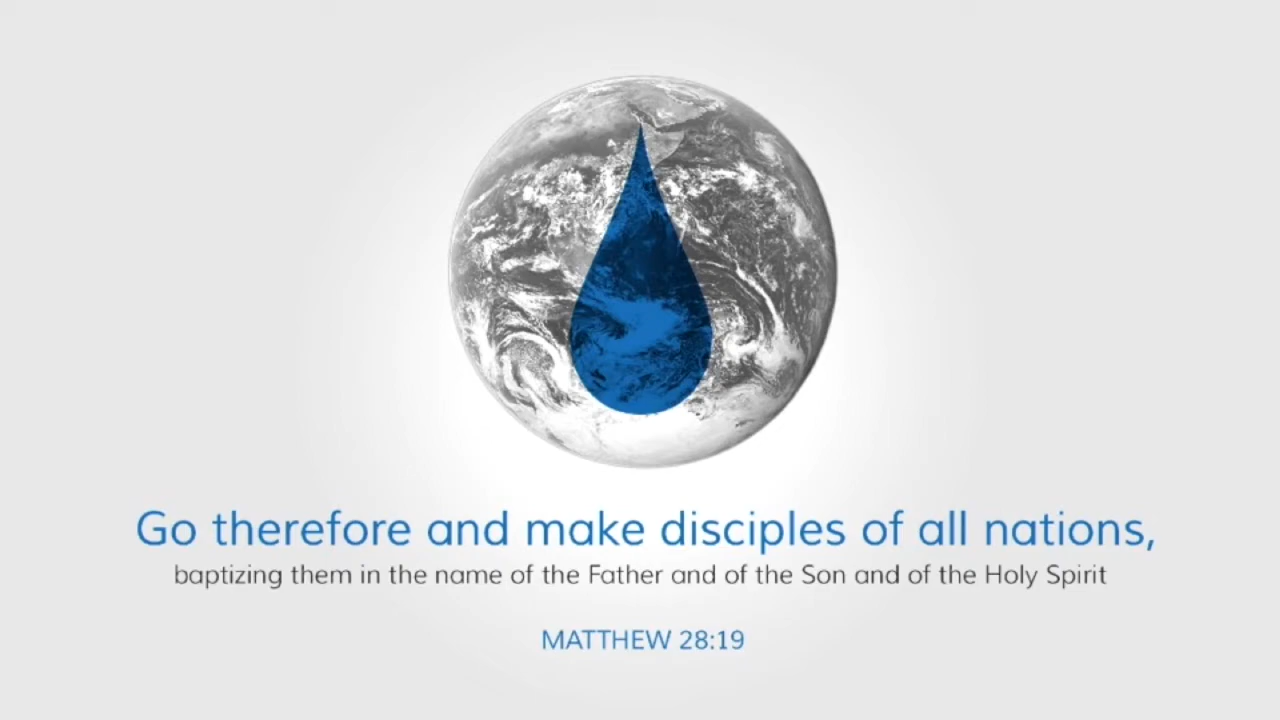 Go therefore and make disciples of all nations,
baptizing them in the name of the Father and of the Son and of the Holy Spirit
MATTHEW 28:19